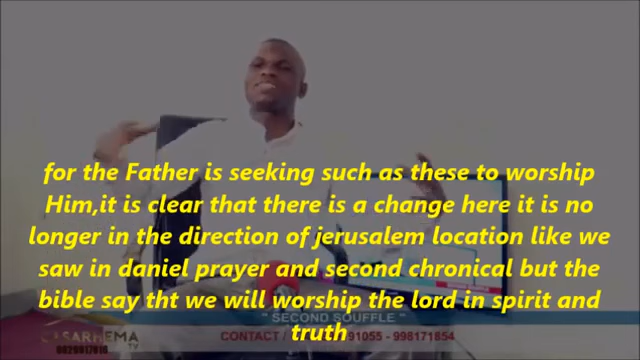 for the Father is seeking such as these to worship
Him,it is clear that there is a change here it is no
longer in the direction of jerusalem location like we
saw in daniel prayer and second chronical but the
bible say tht we will worship the lord in spirit and
truth
" SECOND SOUFFLE "
CONTACT / 91055 - 998171854
TV